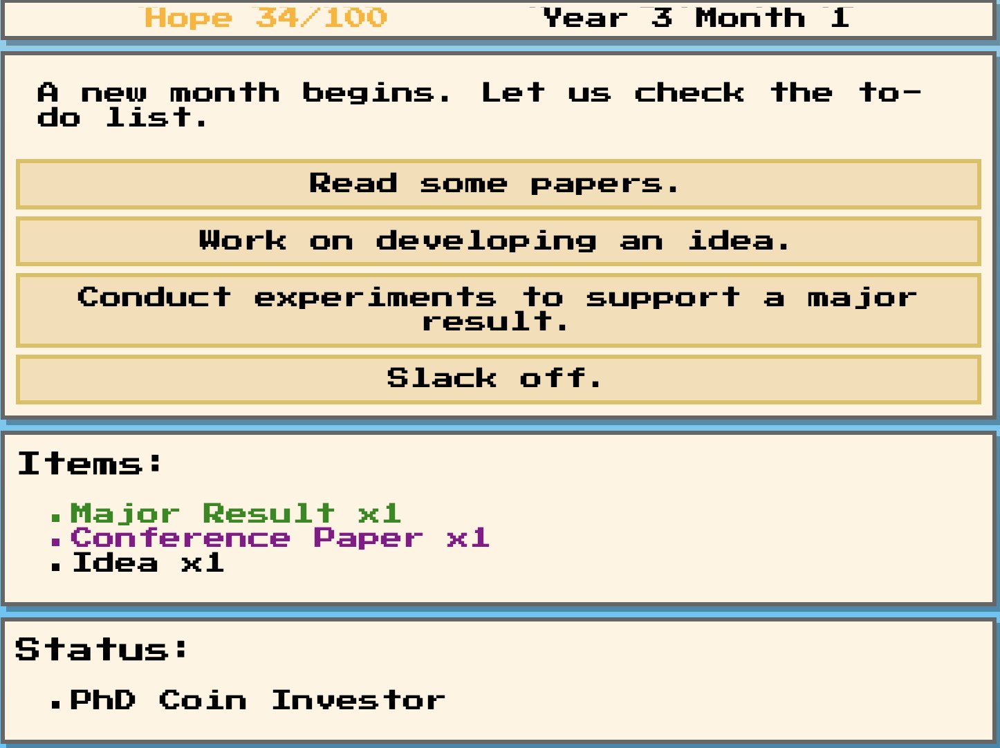 Hope 34/100 Year 3 Month 1
A new month begins. Let us check the to-
do list.
Read some papers.
Work on developing an idea.
Conduct experiments to support a major
result.
Slack off.
Items:
Major Result x1
Conference Paper x1
Idea x1
Status:
PhD Coin Investor